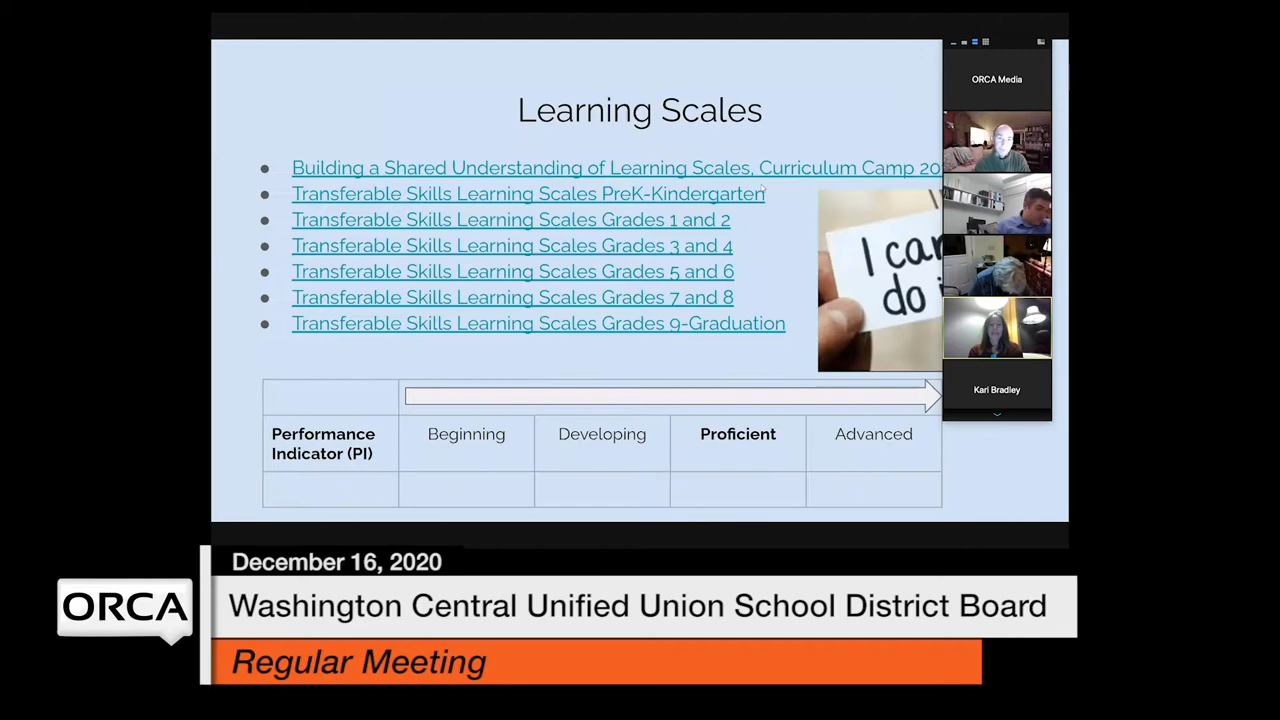 Learning Scales
Building a Shared Understanding of Learning Scales, Curriculum Camp 20
Transferable Skills Learning Scales PreK-Kindergarten
Transferable Skills Learning Scales Grades 1 and 2
Transferable Skills Learning Scales Grades 3 and 4
Transferable Skills Learning Scales Grades 5 and 6
Transferable Skills Learning Scales Grades 7 and 8
Transferable Skills Learning Scales Grades 9-Graduation
I can
do i
ORCA Media
Kari Bradley
Performance Indicator (PI) Beginning Developing Proficient Advanced
December 16, 2020
ORCA
Washington Central Unified Union School District Board
Regular Meeting